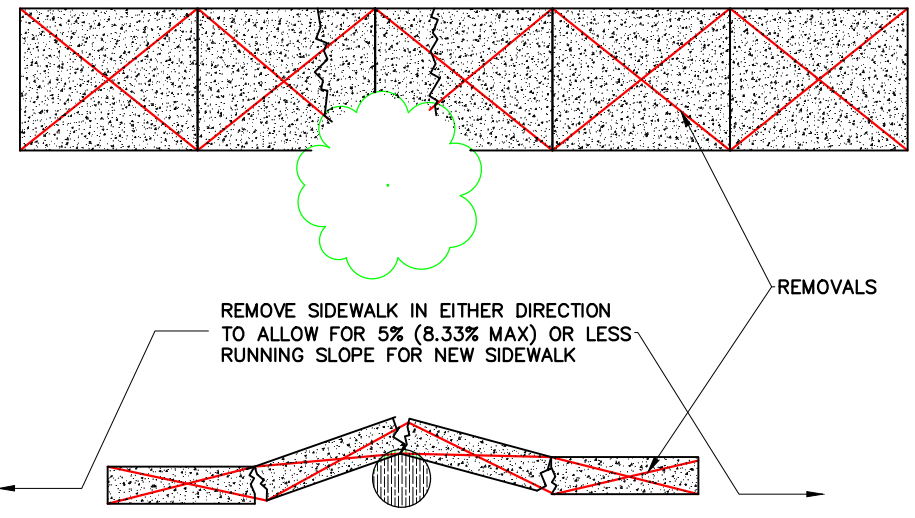 REMOVALS
REMOVE SIDEWALK IN EITHER DIRECTION
TO ALLOW FOR 5% (8.33% MAX) OR LESS
RUNNING SLOPE FOR NEW SIDEWALK